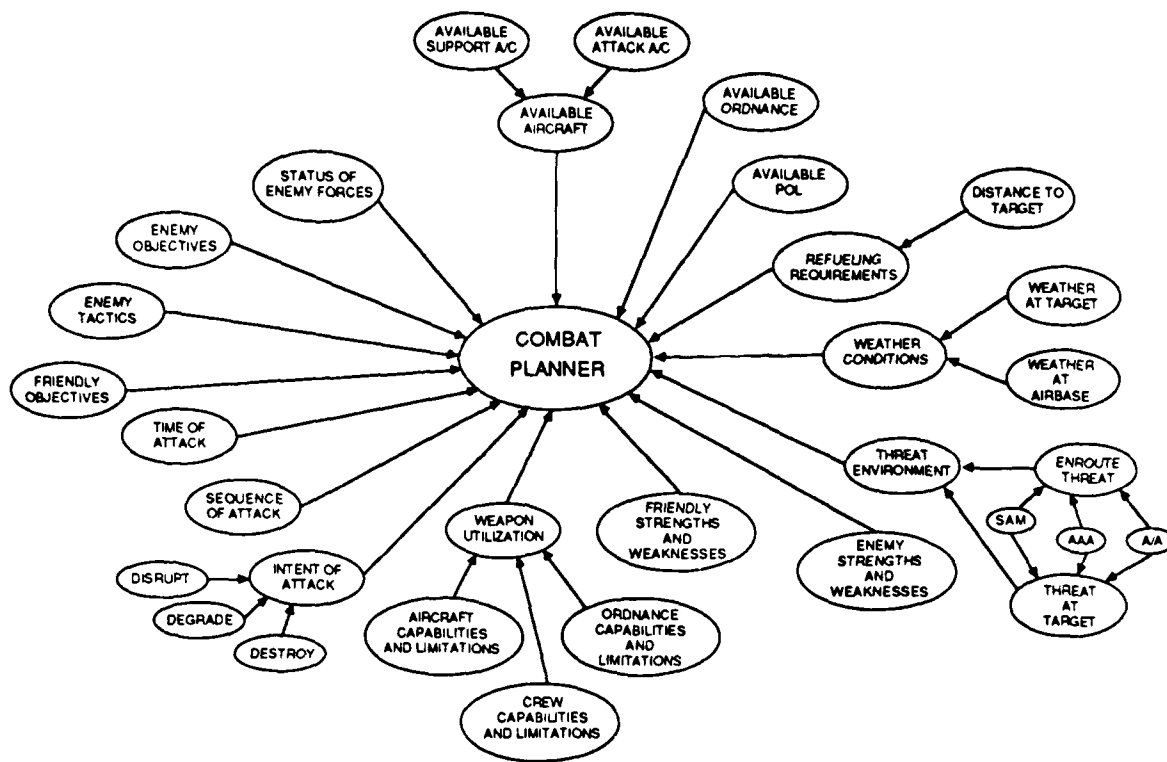 AVAILABLE
SUPPORT A/C
AVAILABLE
ATTACK A/C
AVAILABLE
AIRCRAFT
AVAILABLE
ORDNANCE
STATUS OF
ENEMY FORCES
AVAILABLE
POL
DISTANCE TO
TARGET
ENEMY
OBJECTIVES
REFUELING
REQUIREMENTS
ENEMY
TACTICS
WEATHER
AT TARGET
COMBAT
PLANNER
WEATHER
CONDITIONS
FRIENDLY
OBJECTIVES
WEATHER
AT
AIRBASE
TIME OF
ATTACK
THREAT
ENVIRONMENT
ENROUTE
THREAT
SEQUENCE
OF ATTACK
WEAPON
UTILIZATION
FRIENDLY
STRENGTHS
AND
WEAKNESSES
SAM
AAA
A/A
ENEMY
STRENGTHS
AND
WEAKNESSES
DISRUPT
INTENT OF
ATTACK
THREAT
AT
TARGET
DEGRADE
DESTROY
AIRCRAFT
CAPABILITIES
AND LIMITATIONS
ORDNANCE
CAPABILITIES
AND
LIMITATIONS
CREW
CAPABILITIES
AND LIMITATIONS